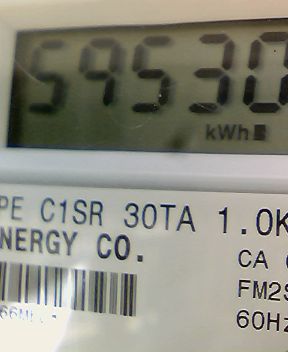 59530
kWh
PE C1SR 30TA 1.0K
NERGY CO.
CA
FM2S
60Hz